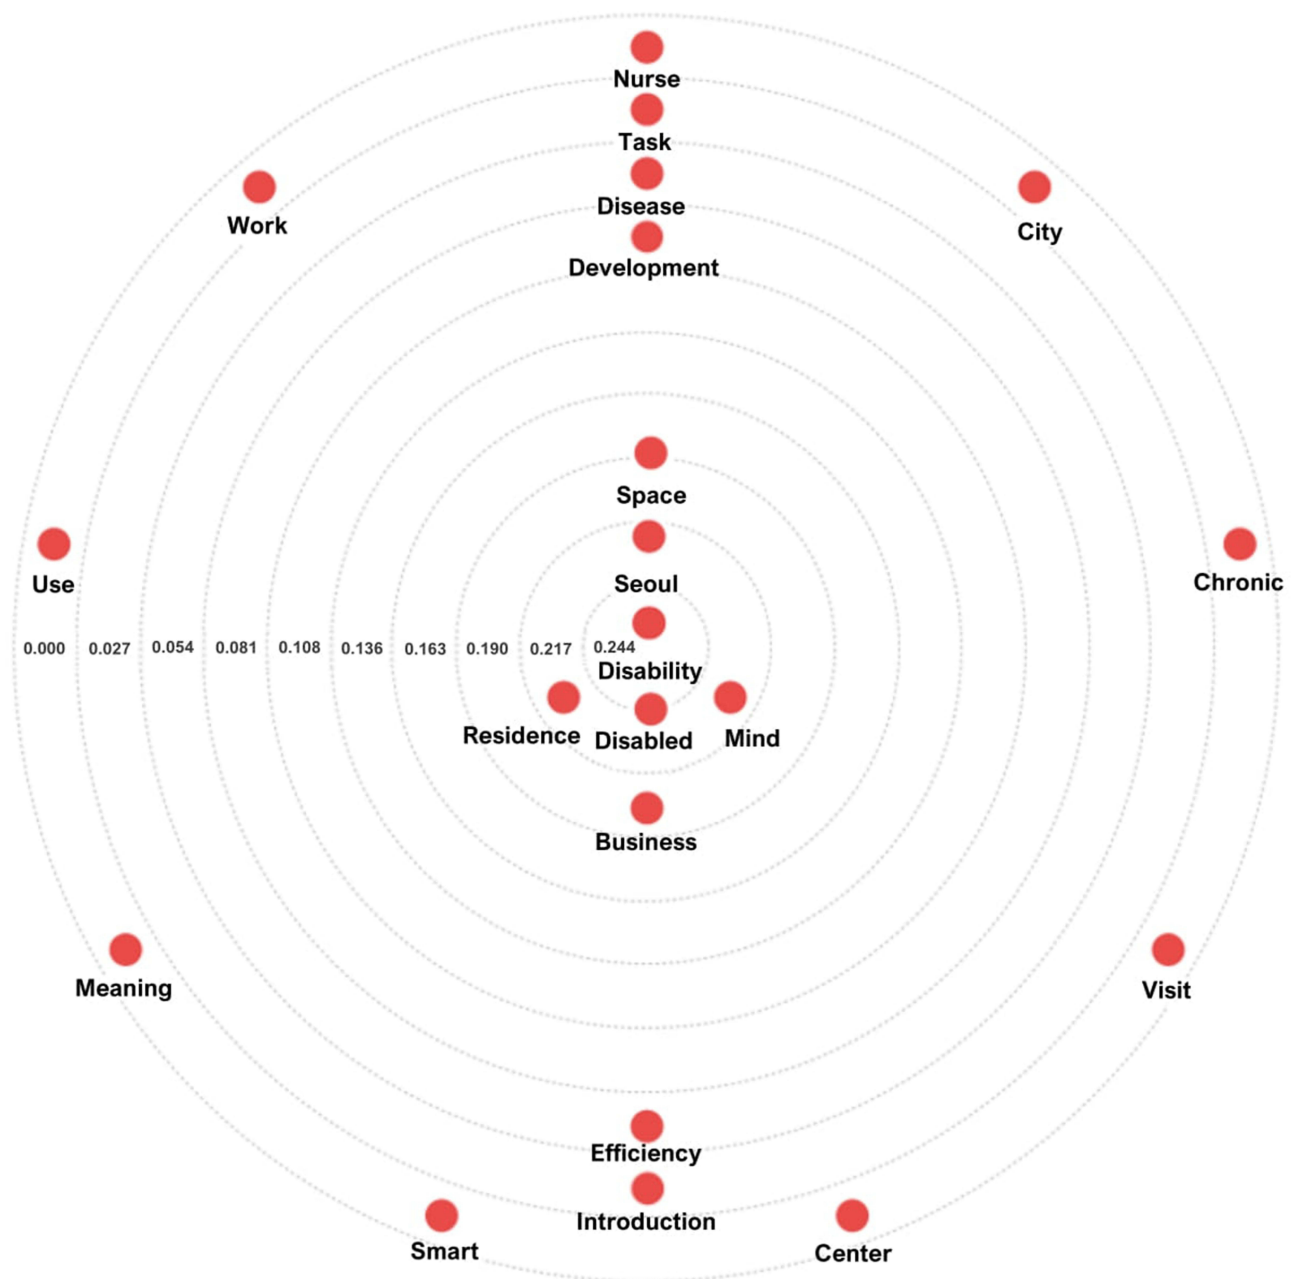 Nurse
Task
Disease
Work
City
Development
Space
Seoul
Use
Chronic
0.000 0.027 0.054 0.081 0.108 0.136 0.163 0.190 0.217 0.244
Disability
Residence Disabled Mind
Business
Meaning
Visit
Efficiency
Introduction
Smart
Center